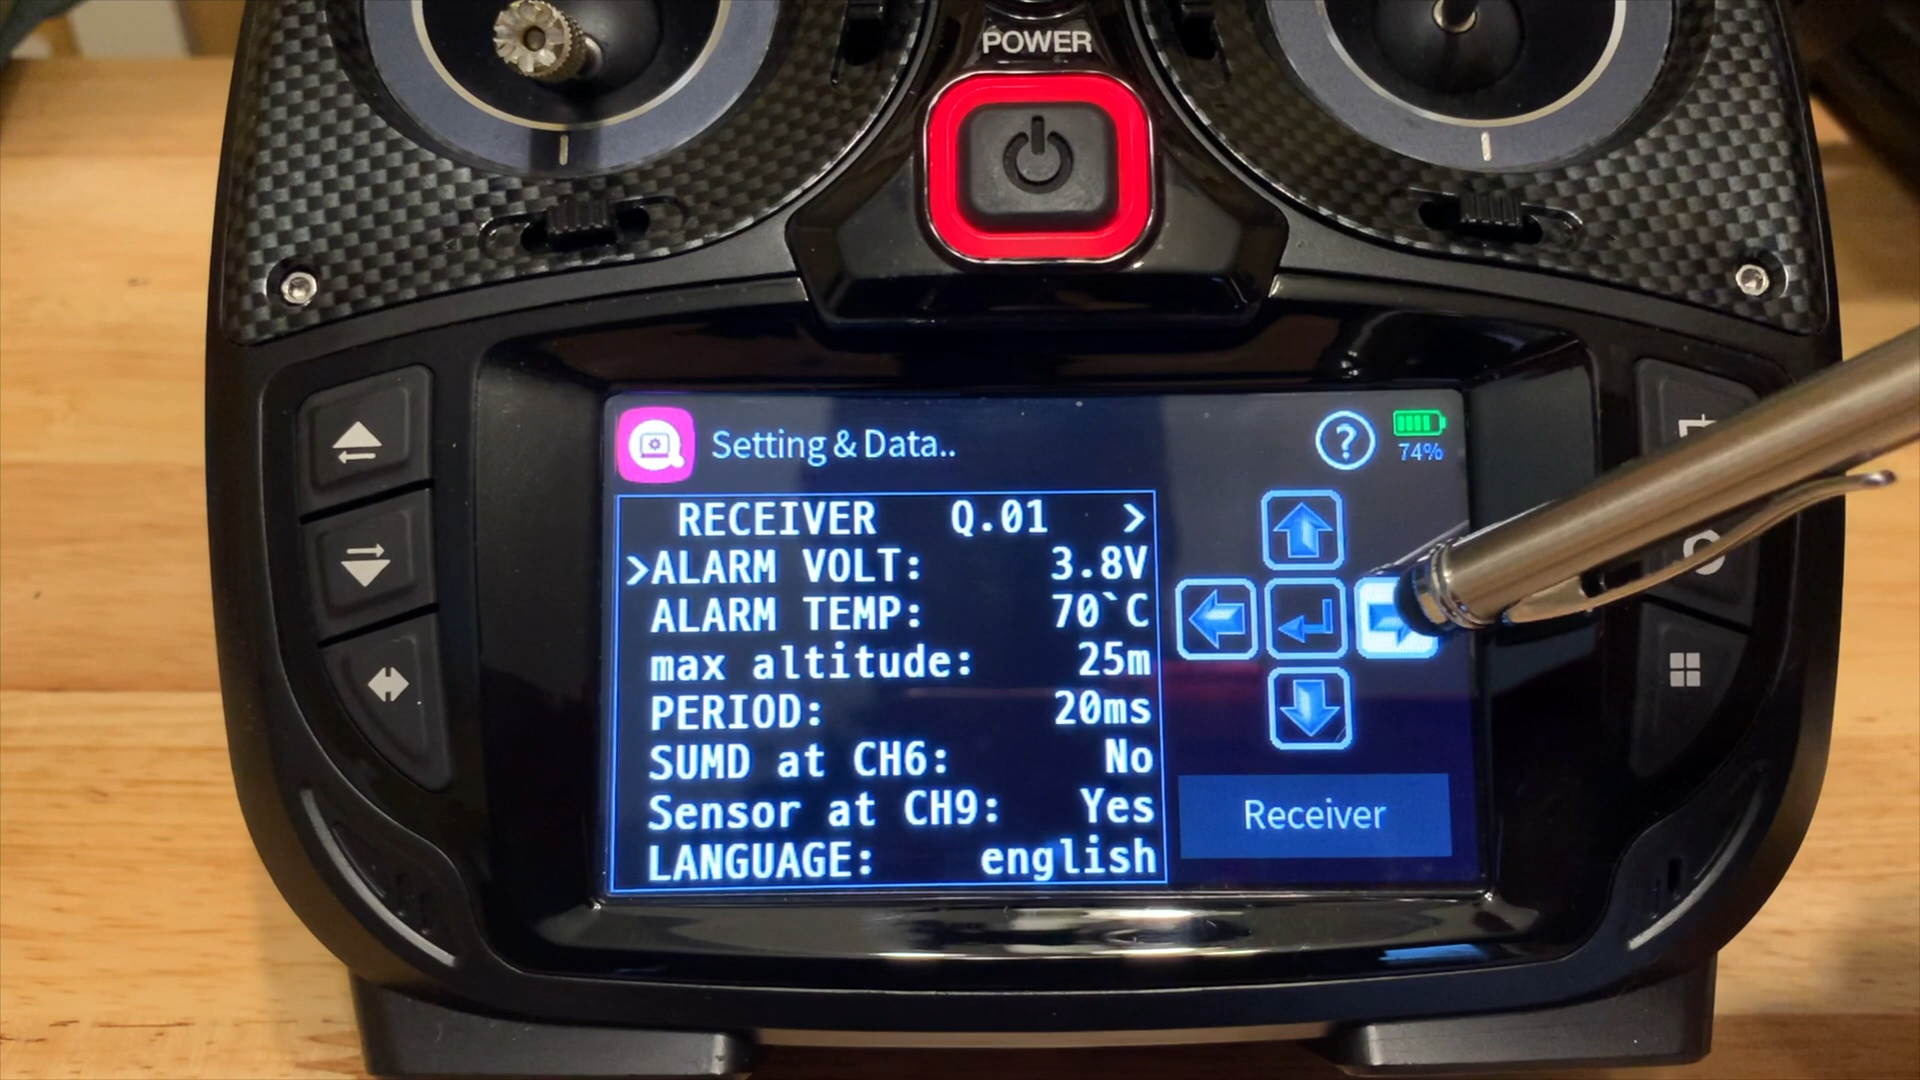 POWER
Setting & Data..
?
74%
RECEIVER Q.01 >
>ALARM VOLT: 3.8V
ALARM TEMP: 70`C
max altitude: 25m
PERIOD: 20ms
SUMD at CH6: No
Sensor at CH9: Yes
LANGUAGE: english
Receiver